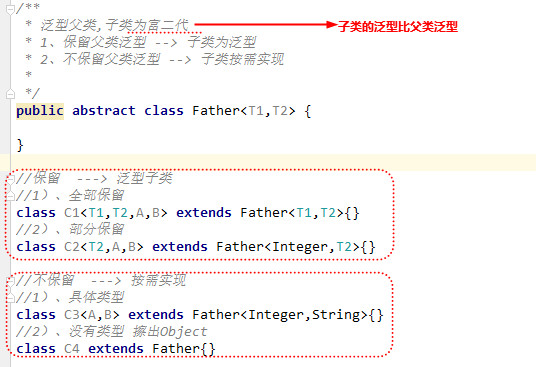 /**
* 泛型父类,子类为富二代 子类的泛型比父类泛型
* 1、保留父类泛型 --> 子类为泛型
* 2、不保留父类泛型 --> 子类按需实现
*
*/
public abstract class Father<T1,T2> {
}
//保留 ---> 泛型子类
//1）、全部保留
class C1<T1,T2,A,B> extends Father<T1,T2>{}
//2）、部分保留
class C2<T2,A,B> extends Father<Integer,T2>{}
//不保留 ---> 按需实现
//1）、具体类型
class C3<A,B> extends Father<Integer,String>{}
//2）、没有类型 擦出Object
class C4 extends Father{}